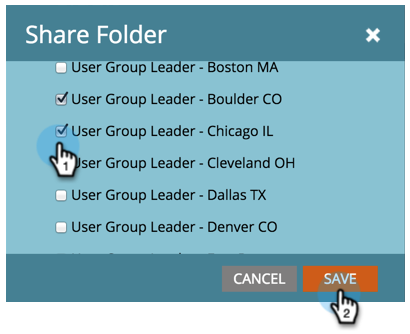 Share Folder
User Group Leader - Boston MA
User Group Leader - Boulder CO
User Group Leader - Chicago IL
1
User Group Leader - Cleveland OH
User Group Leader - Dallas TX
User Group Leader - Denver CO
CANCEL SAVE
2